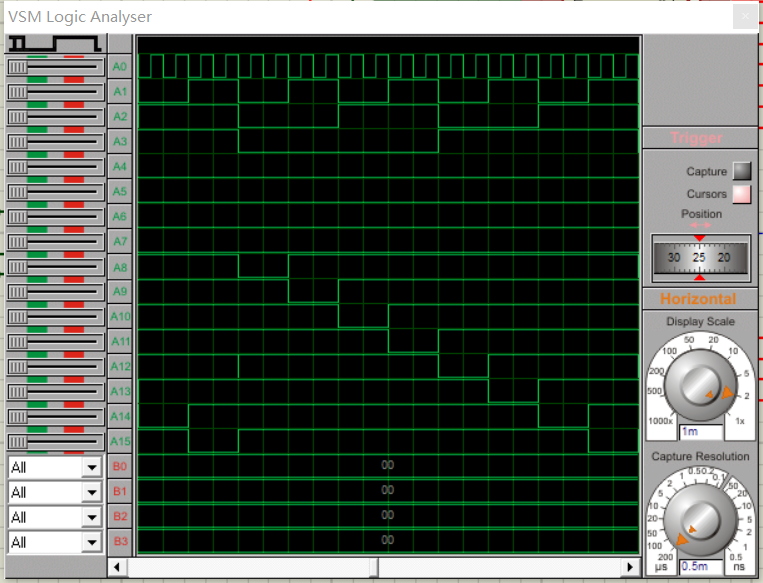 VSM Logic Analyser
A0
A1
A2
A3
A4
A5
A6
A7
A8
A9
A10
A11
A12
A13
A14
A15
All B0 00
All B1 00
All B2 00
All B3 00
Trigger
Capture
Cursors
Position
30 25 20
Horizontal
Display Scale
50 20
100 10
200 5
500 2
1000x 1x
1m
Capture Resolution
1 0.5 0.2 0.1
2 50
5 20
10 10
20 5
50 2
100 1
200 0.5
µs ns
0.5m